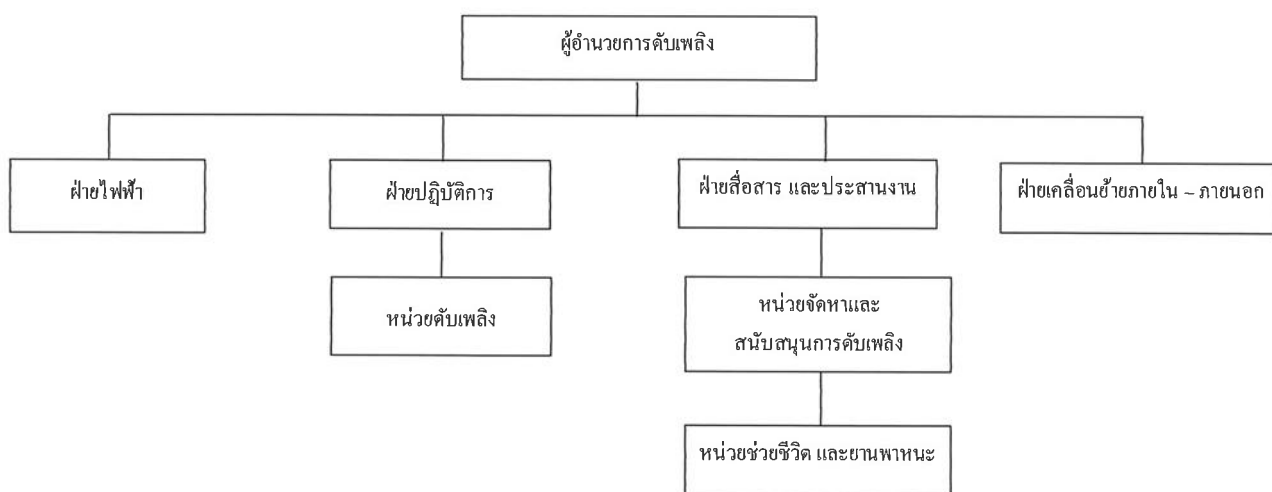 ผู้อำนวยการดับเพลิง
ฝ่ายไฟฟ้า
ฝ่ายปฏิบัติการ
ฝ่ายสื่อสาร และประสานงาน
ฝ่ายเคลื่อนย้ายภายใน ~ ภายนอก
หน่วยดับเพลิง
หน่วยจัดหาและ
สนับสนุนการดับเพลิง
หน่วยช่วยชีวิต และยานพาหนะ